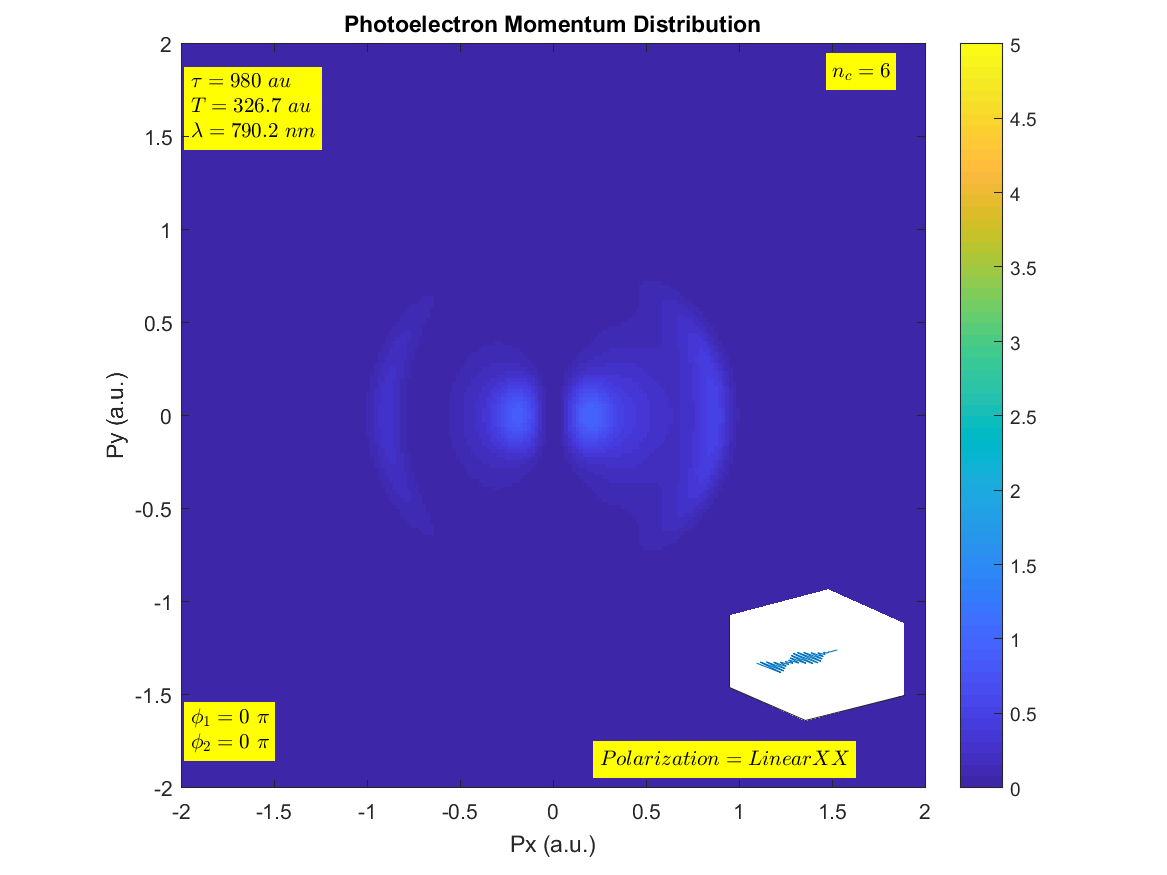 Photoelectron Momentum Distribution
τ = 980 au
T = 326.7 au
λ = 790.2 nm
n_c = 6
ϕ_1 = 0 π
ϕ_2 = 0 π
Polarization = LinearXX
Py (a.u.)
2
1.5
1
0.5
0
-0.5
-1
-1.5
-2
-2 -1.5 -1 -0.5 0 0.5 1 1.5 2
Px (a.u.)
5
4.5
4
3.5
3
2.5
2
1.5
1
0.5
0